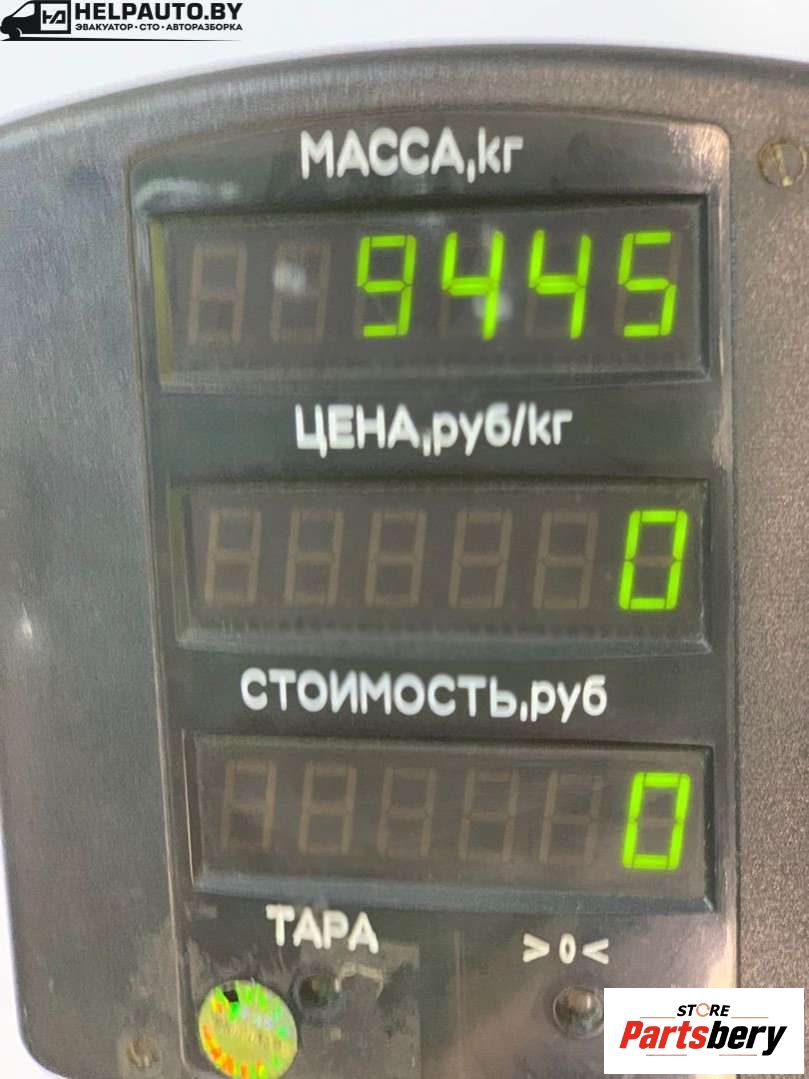 HELPAUTO.BY
ЭВАКУАТОР · СТО · АВТОРАЗБОРКА
МАССА,кг
9445
ЦЕНА,руб/кг
0
СТОИМОСТЬ,руб
0
ТАРА
>0<
STORE
Partsbery